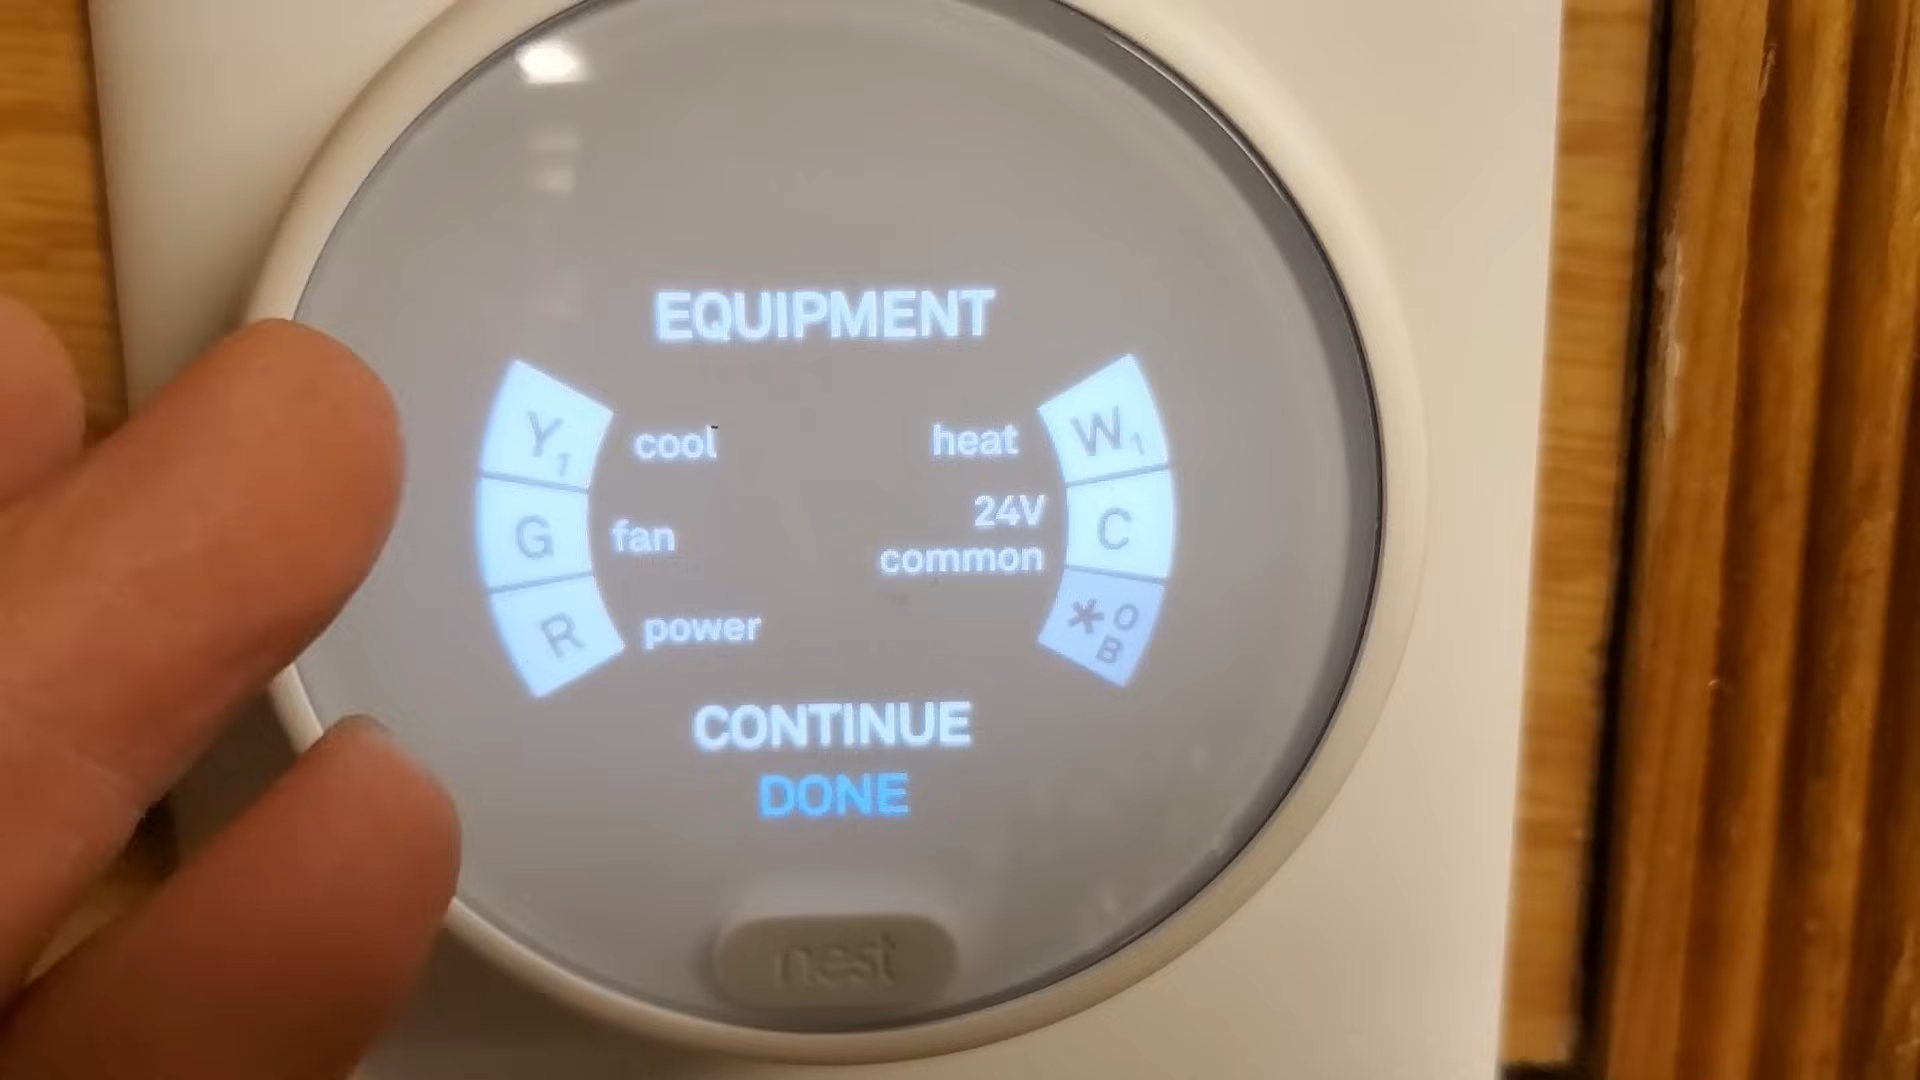 EQUIPMENT
Y1 cool
G fan
R power
heat W1
24V
common C
* O
B
CONTINUE
DONE
nest